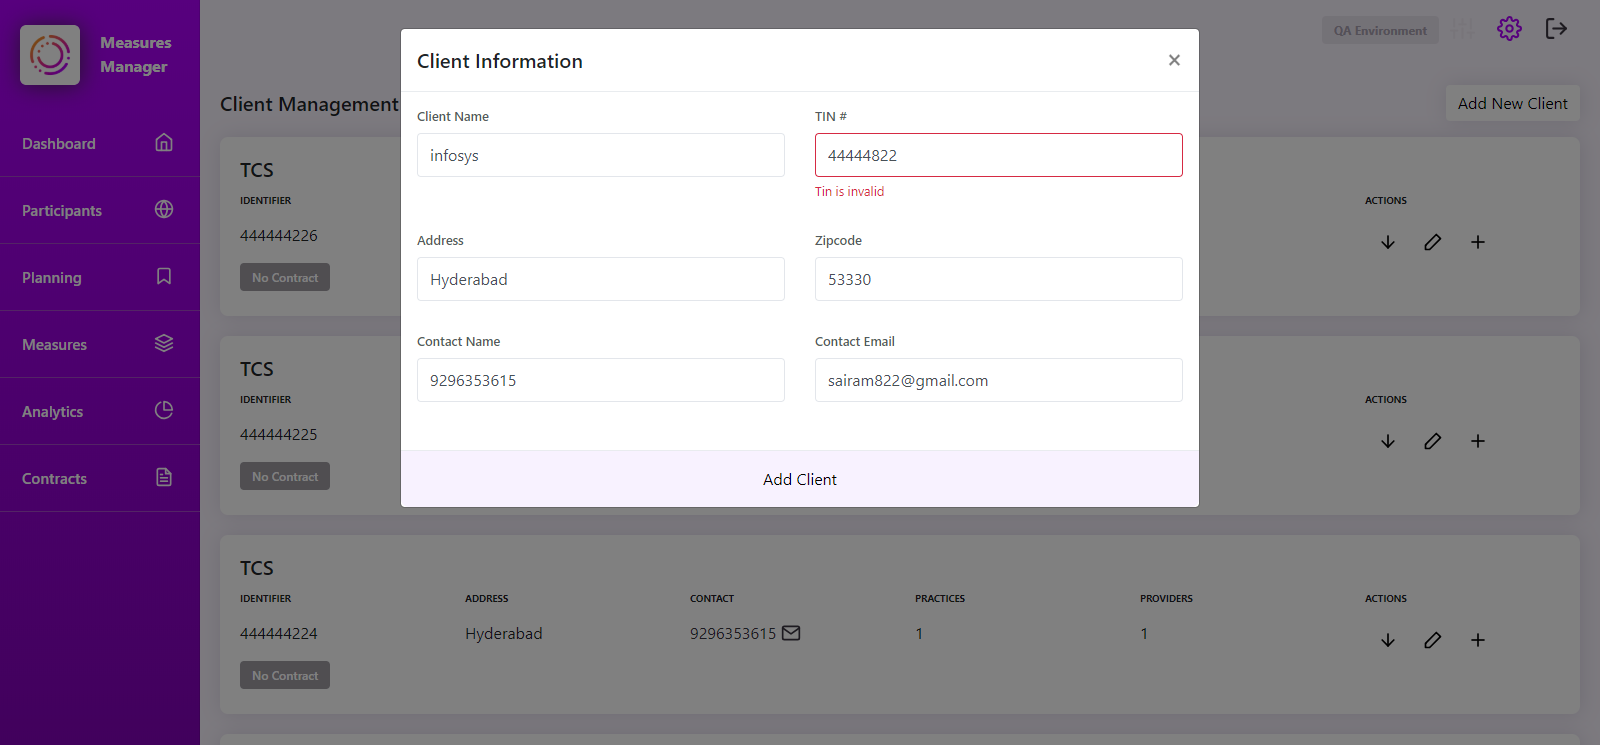 Measures
Manager
QA Environment
Dashboard
Participants
Planning
Measures
Analytics
Contracts
Client Management
Add New Client
Client Information
×
Client Name
TIN #
infosys
44444822
Tin is invalid
Address
Zipcode
Hyderabad
53330
Contact Name
Contact Email
9296353615
sairam822@gmail.com
Add Client
TCS
IDENTIFIER
ACTIONS
444444226
No Contract
TCS
IDENTIFIER
ACTIONS
444444225
No Contract
TCS
IDENTIFIER ADDRESS CONTACT PRACTICES PROVIDERS ACTIONS
444444224 Hyderabad 9296353615 1 1
No Contract